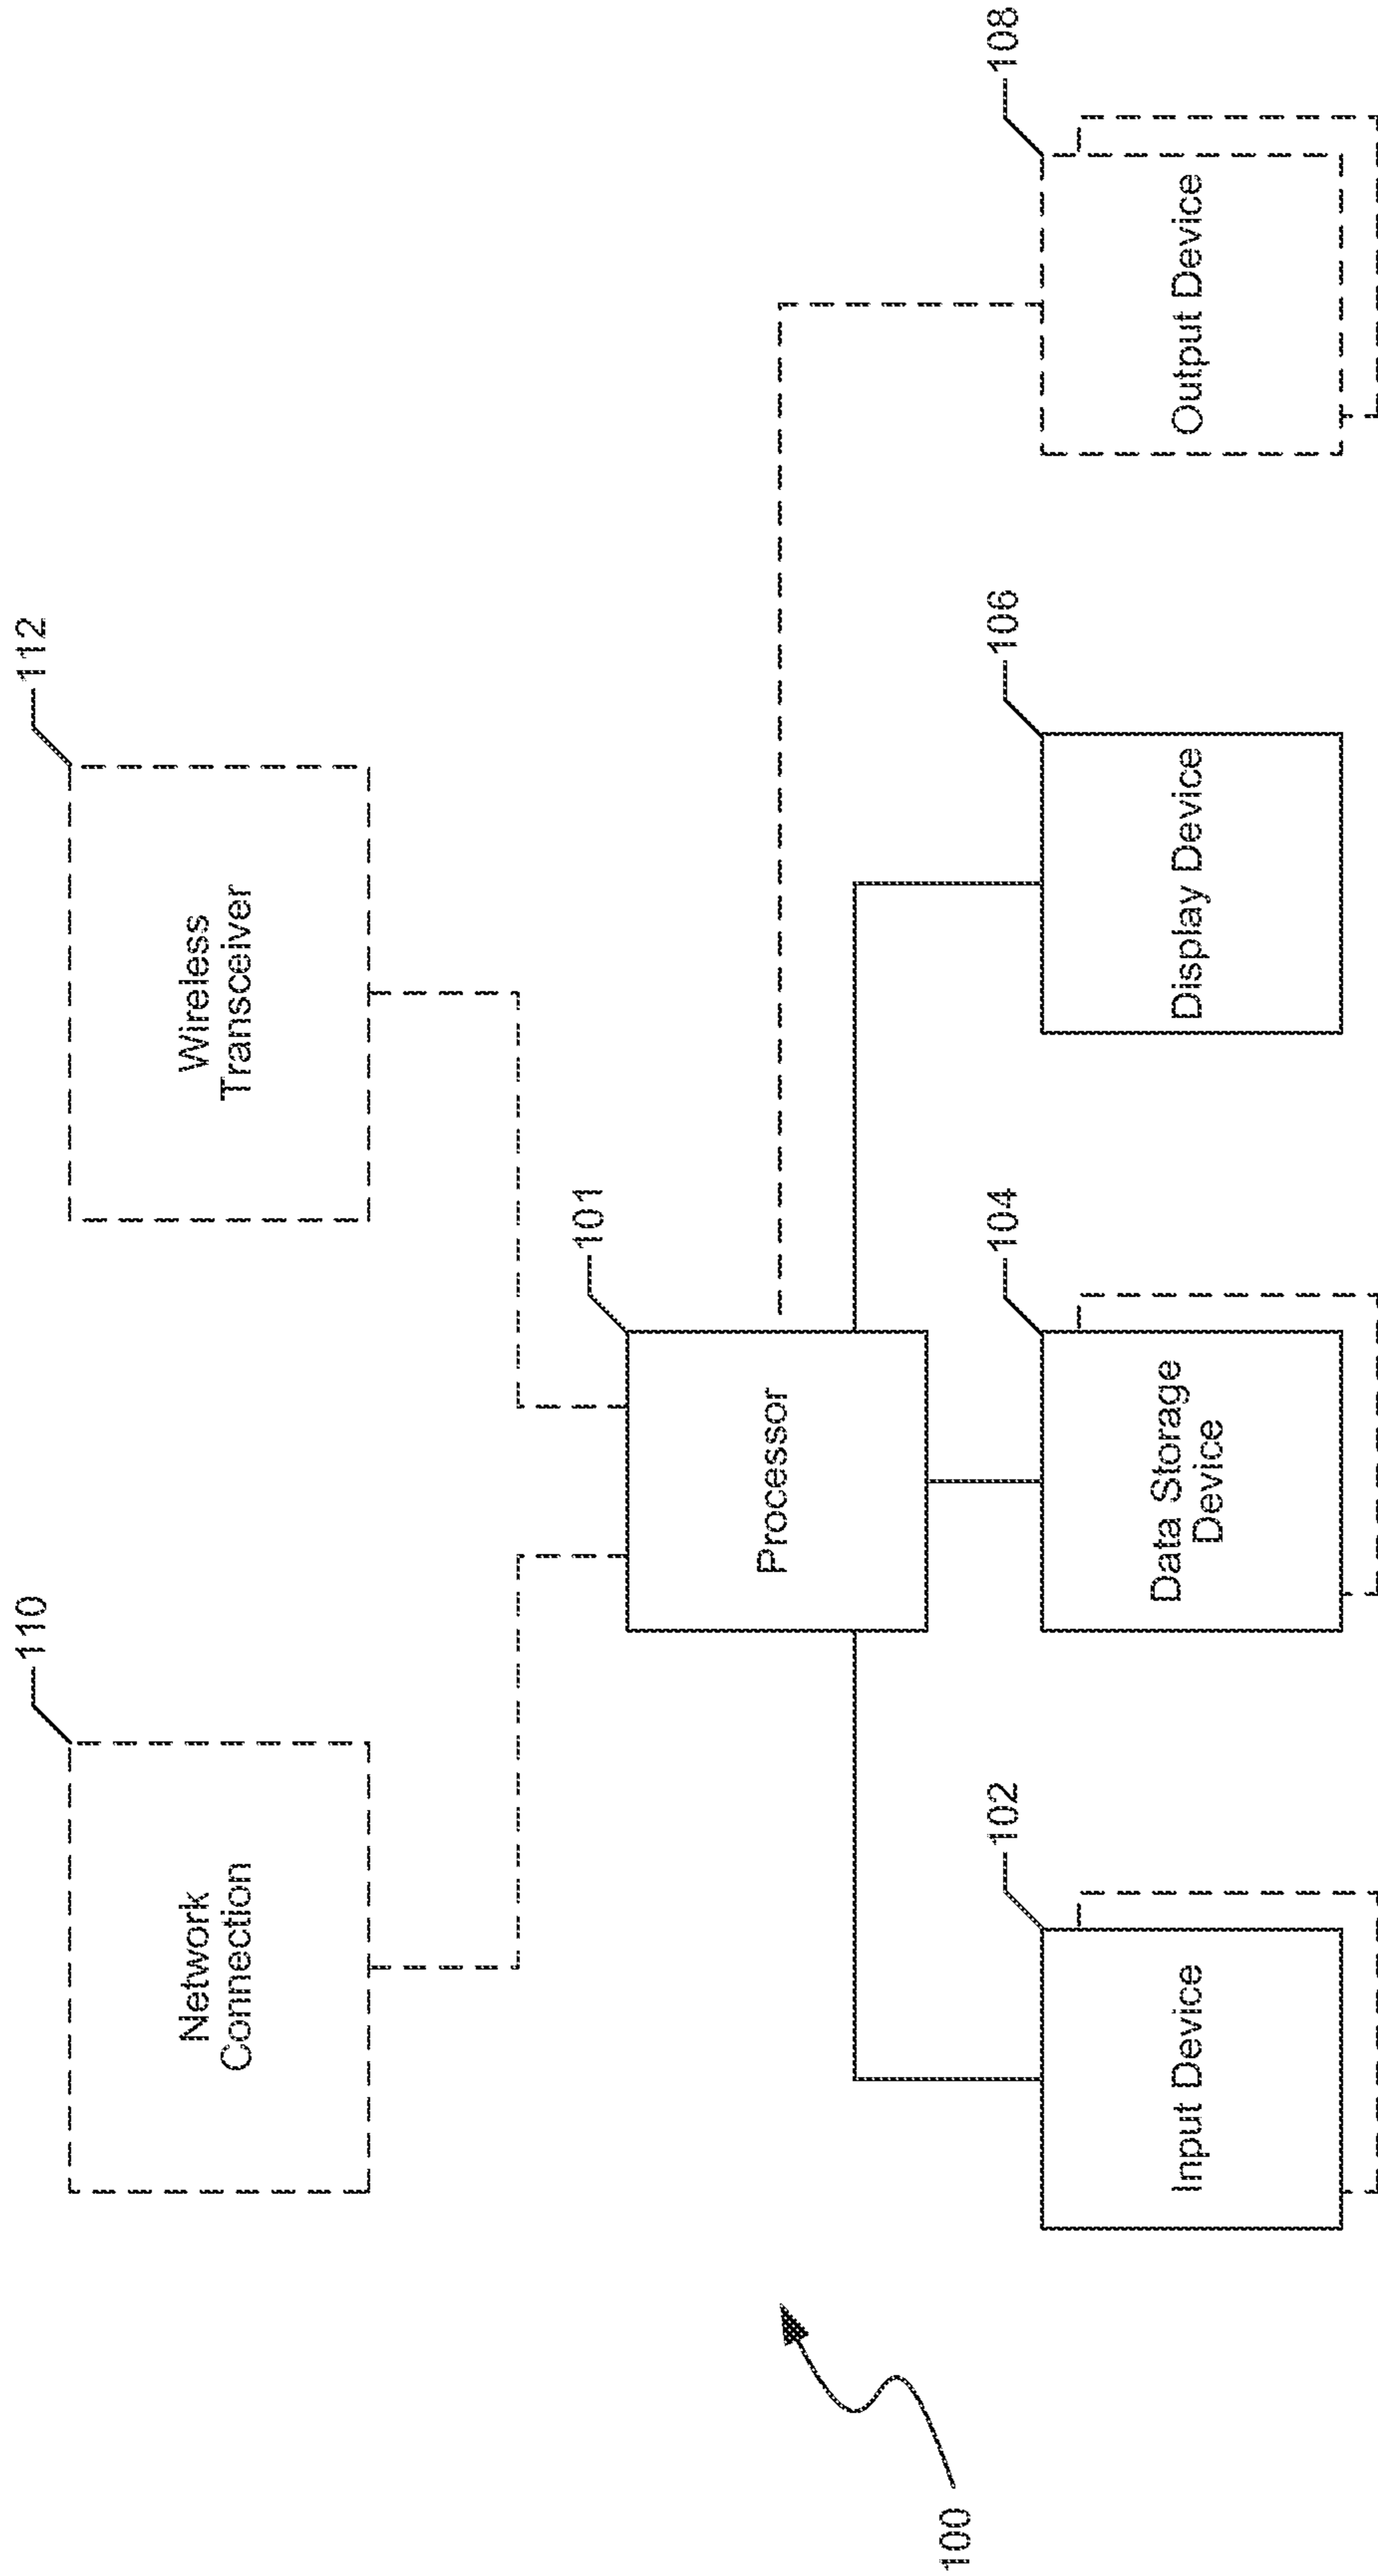 110
112
Network
Connection
Wireless
Transceiver
101
Processor
100
102
Input Device
104
Data Storage
Device
106
Display Device
108
Output Device